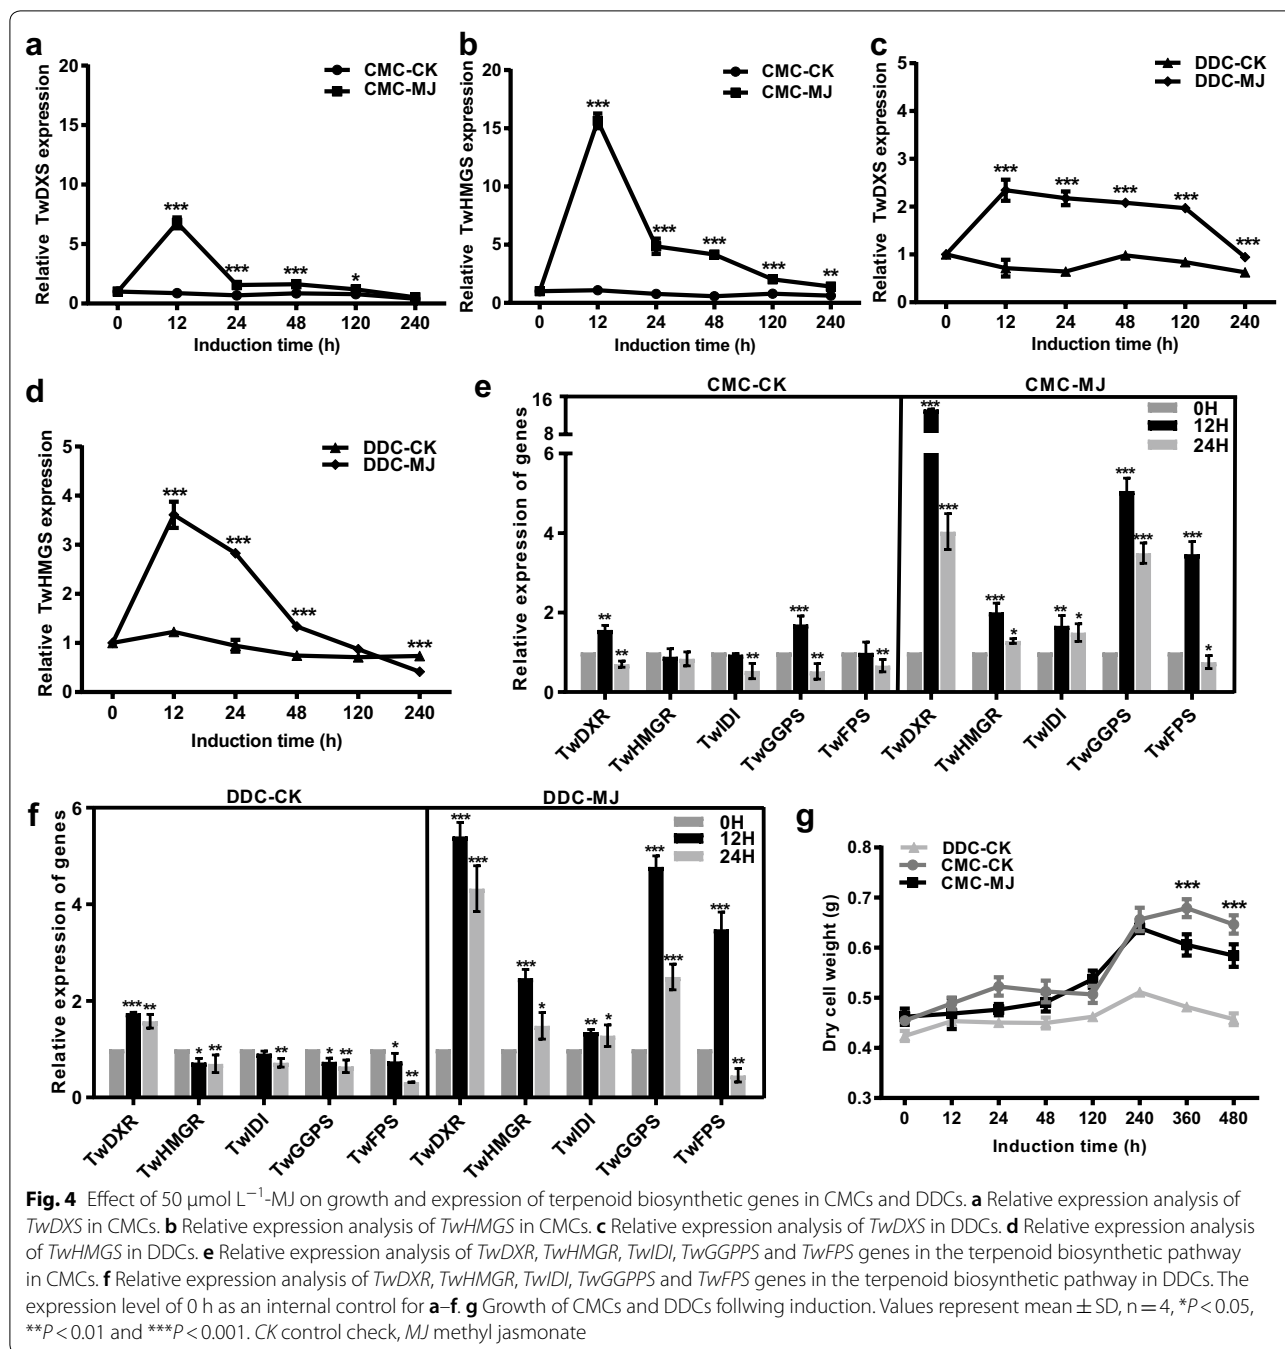 a
20
15
10
5
0
Relative TwDXS expression
CMC-CK
CMC-MJ
***
***
***
*
0 12 24 48 120 240
Induction time (h)
b
20
15
10
5
0
Relative TwHMGS expression
CMC-CK
CMC-MJ
***
***
***
***
**
0 12 24 48 120 240
Induction time (h)
c
5
4
3
2
1
0
Relative TwDXS expression
DDC-CK
DDC-MJ
***
***
***
***
***
0 12 24 48 120 240
Induction time (h)
d
5
4
3
2
1
0
Relative TwHMGS expression
DDC-CK
DDC-MJ
***
***
***
***
0 12 24 48 120 240
Induction time (h)
e
CMC-CK CMC-MJ
16
8
6
4
2
0
Relative expression of genes
0H
12H
24H
** ** ** *** ** **
*** *** *** * ** * *** *** *** *
TwDXR TwHMGR TwIDI TwGGPS TwFPS TwDXR TwHMGR TwIDI TwGGPS TwFPS
f
DDC-CK DDC-MJ
6
4
2
0
Relative expression of genes
0H
12H
24H
*** ** * ** ** * ** * **
*** *** *** * ** * *** *** *** **
TwDXR TwHMGR TwIDI TwGGPS TwFPS TwDXR TwHMGR TwIDI TwGGPS TwFPS
g
0.8
0.7
0.6
0.5
0.4
0.3
Dry cell weight (g)
DDC-CK
CMC-CK
CMC-MJ
***
***
0 12 24 48 120 240 360 480
Induction time (h)
Fig. 4 Effect of 50 µmol L−1-MJ on growth and expression of terpenoid biosynthetic genes in CMCs and DDCs. a Relative expression analysis of
TwDXS in CMCs. b Relative expression analysis of TwHMGS in CMCs. c Relative expression analysis of TwDXS in DDCs. d Relative expression analysis
of TwHMGS in DDCs. e Relative expression analysis of TwDXR, TwHMGR, TwIDI, TwGGPPS and TwFPS genes in the terpenoid biosynthetic pathway
in CMCs. f Relative expression analysis of TwDXR, TwHMGR, TwIDI, TwGGPPS and TwFPS genes in the terpenoid biosynthetic pathway in DDCs. The
expression level of 0 h as an internal control for a–f. g Growth of CMCs and DDCs follwing induction. Values represent mean ± SD, n = 4, *P < 0.05,
**P < 0.01 and ***P < 0.001. CK control check, MJ methyl jasmonate